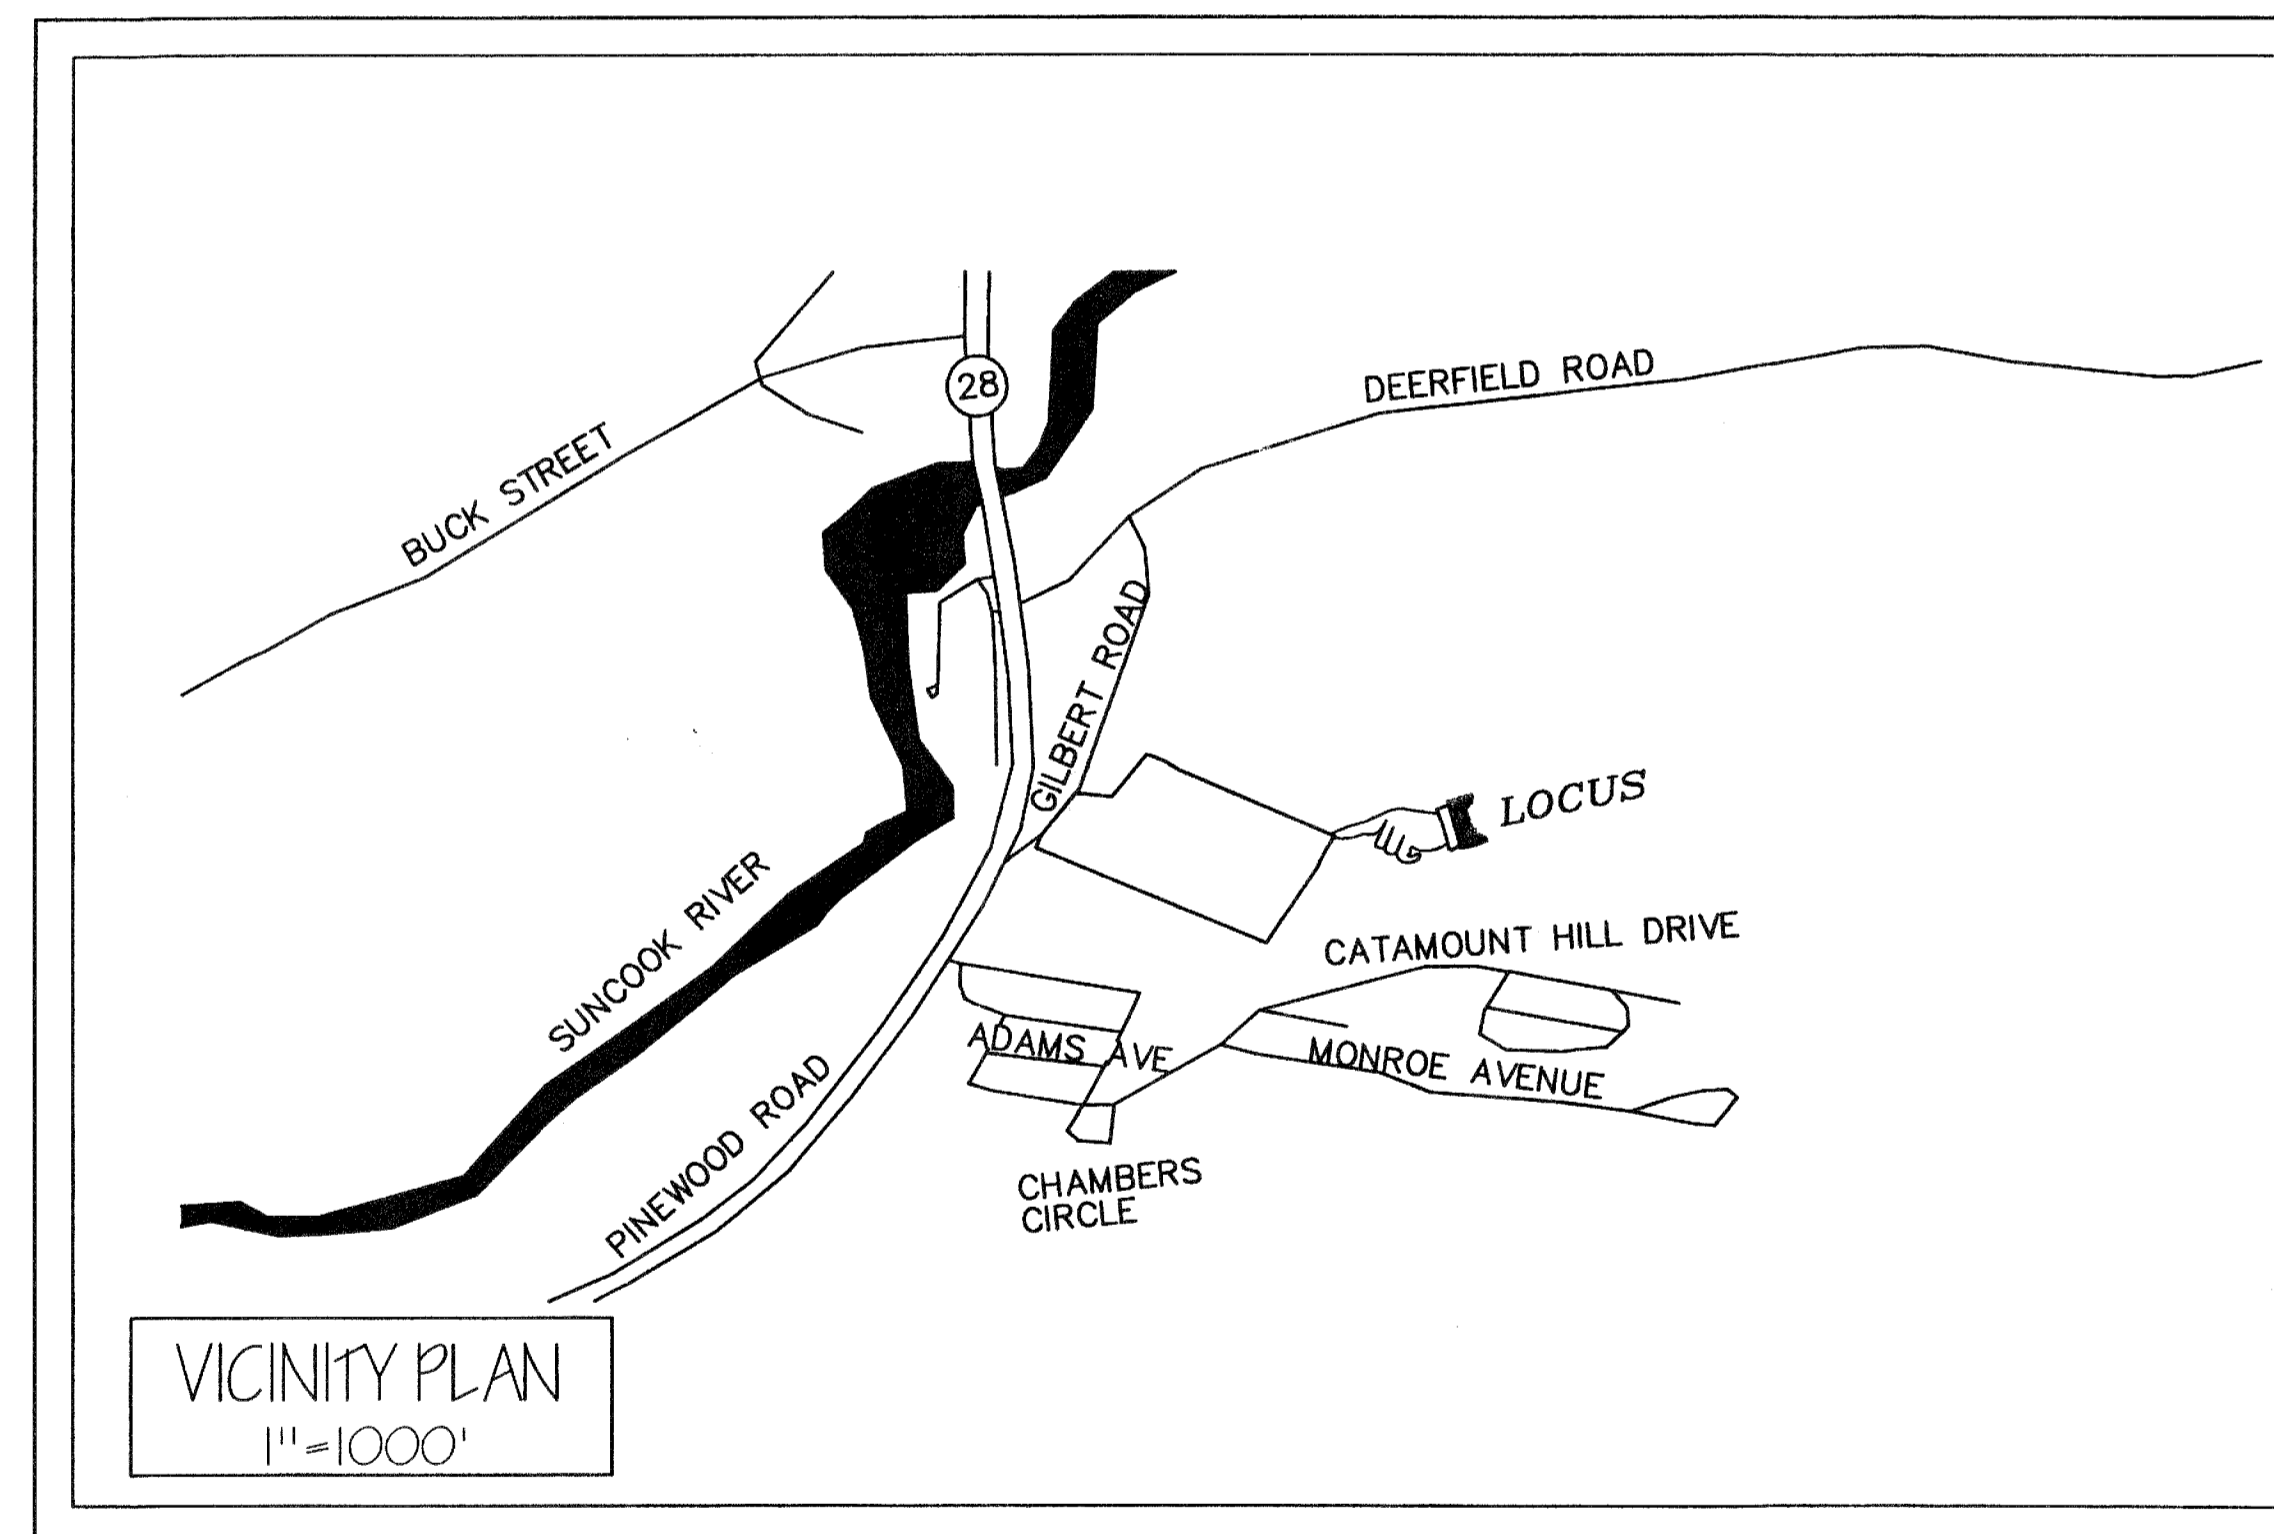 28
DEERFIELD ROAD
BUCK STREET
GILBERT ROAD
LOCUS
SUNCOOK RIVER
CATAMOUNT HILL DRIVE
ADAMS AVE
MONROE AVENUE
PINEWOOD ROAD
CHAMBERS
CIRCLE
VICINITY PLAN
1"=1000'